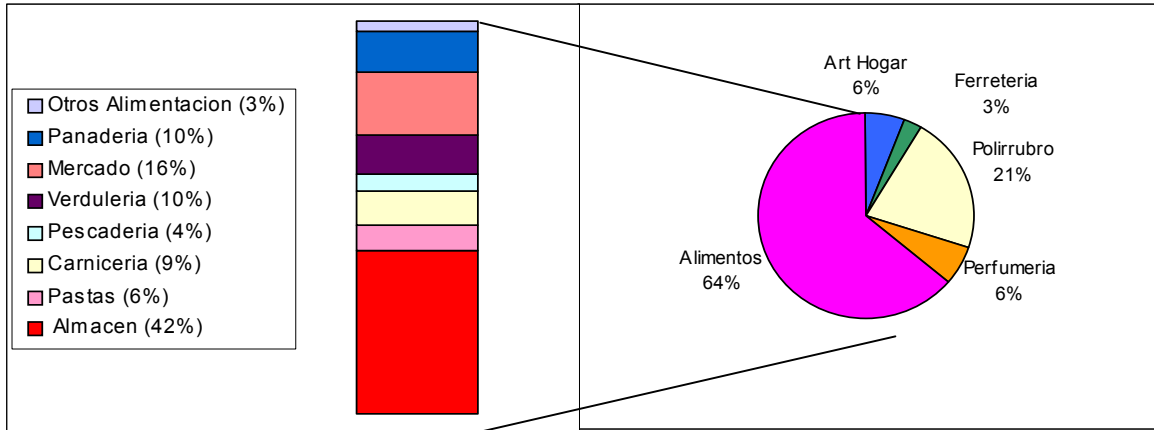 Otros Alimentacion (3%)
Panaderia (10%)
Mercado (16%)
Verduleria (10%)
Pescaderia (4%)
Carniceria (9%)
Pastas (6%)
Almacen (42%)
Art Hogar
6%
Ferreteria
3%
Polirrubro
21%
Perfumeria
6%
Alimentos
64%